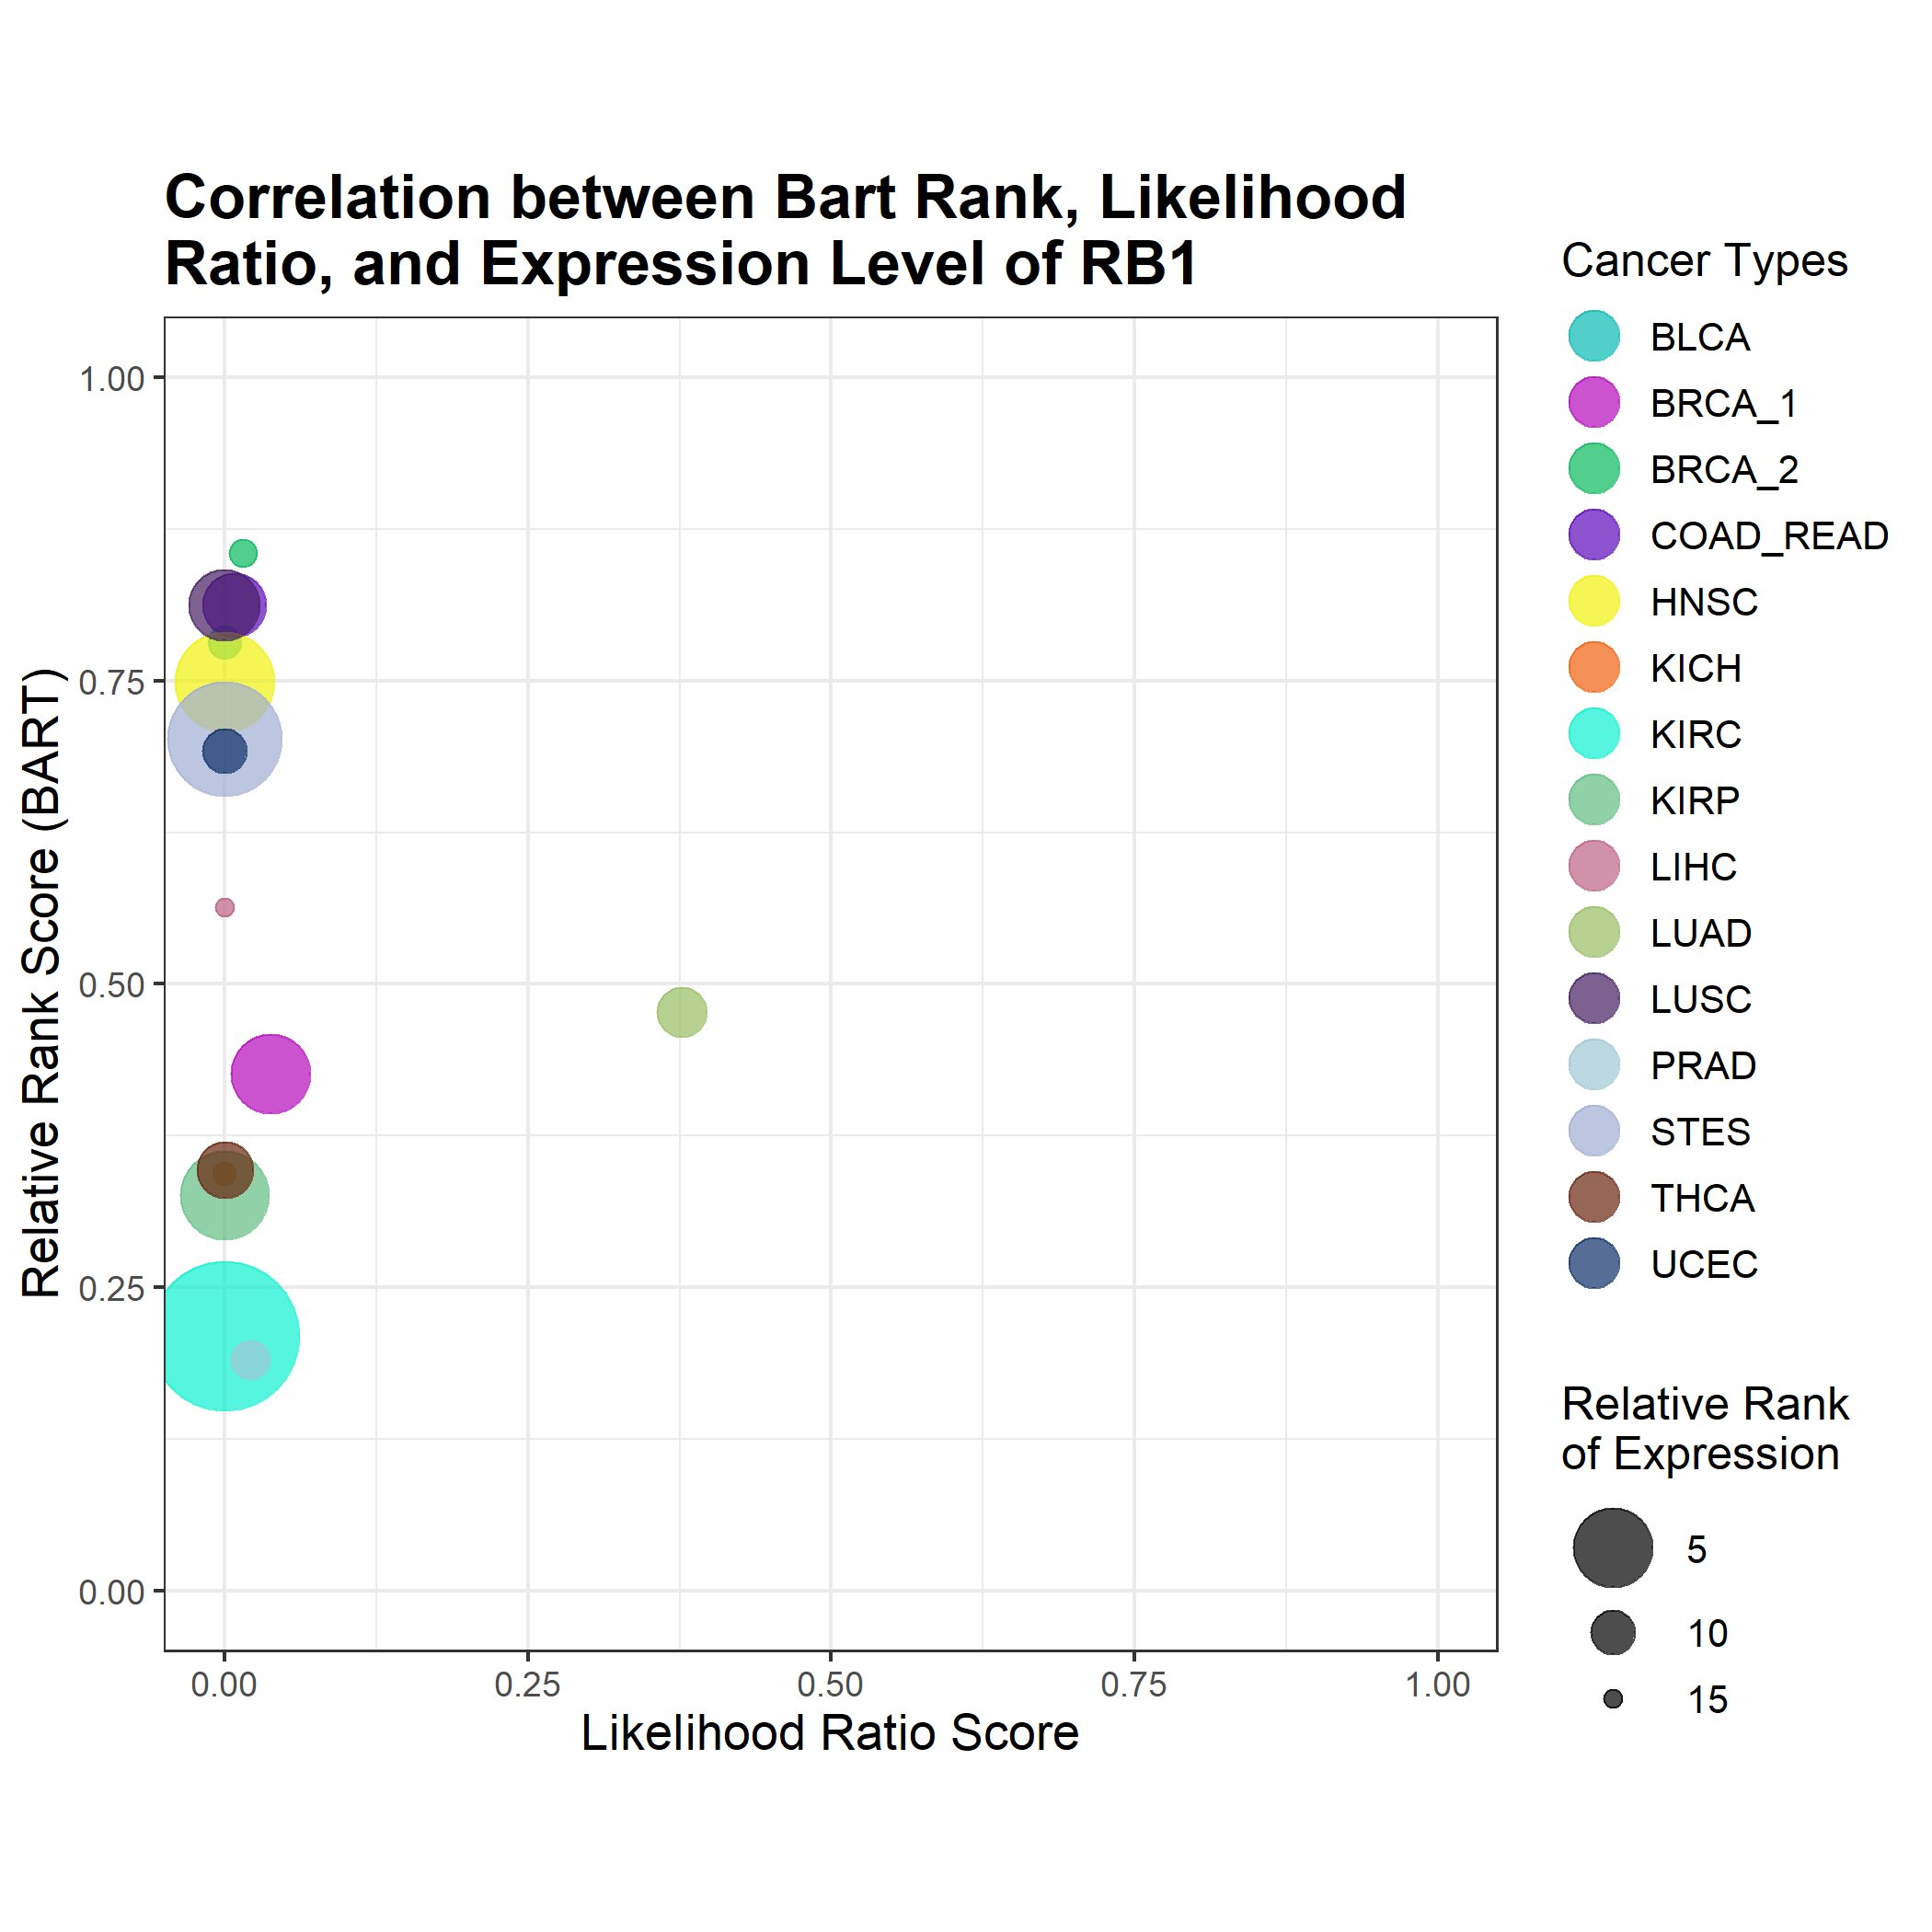 Correlation between Bart Rank, Likelihood
Ratio, and Expression Level of RB1
Relative Rank Score (BART)
1.00
0.75
0.50
0.25
0.00
0.00
0.25
0.50
0.75
1.00
Likelihood Ratio Score
Cancer Types
BLCA
BRCA_1
BRCA_2
COAD_READ
HNSC
KICH
KIRC
KIRP
LIHC
LUAD
LUSC
PRAD
STES
THCA
UCEC
Relative Rank
of Expression
5
10
15